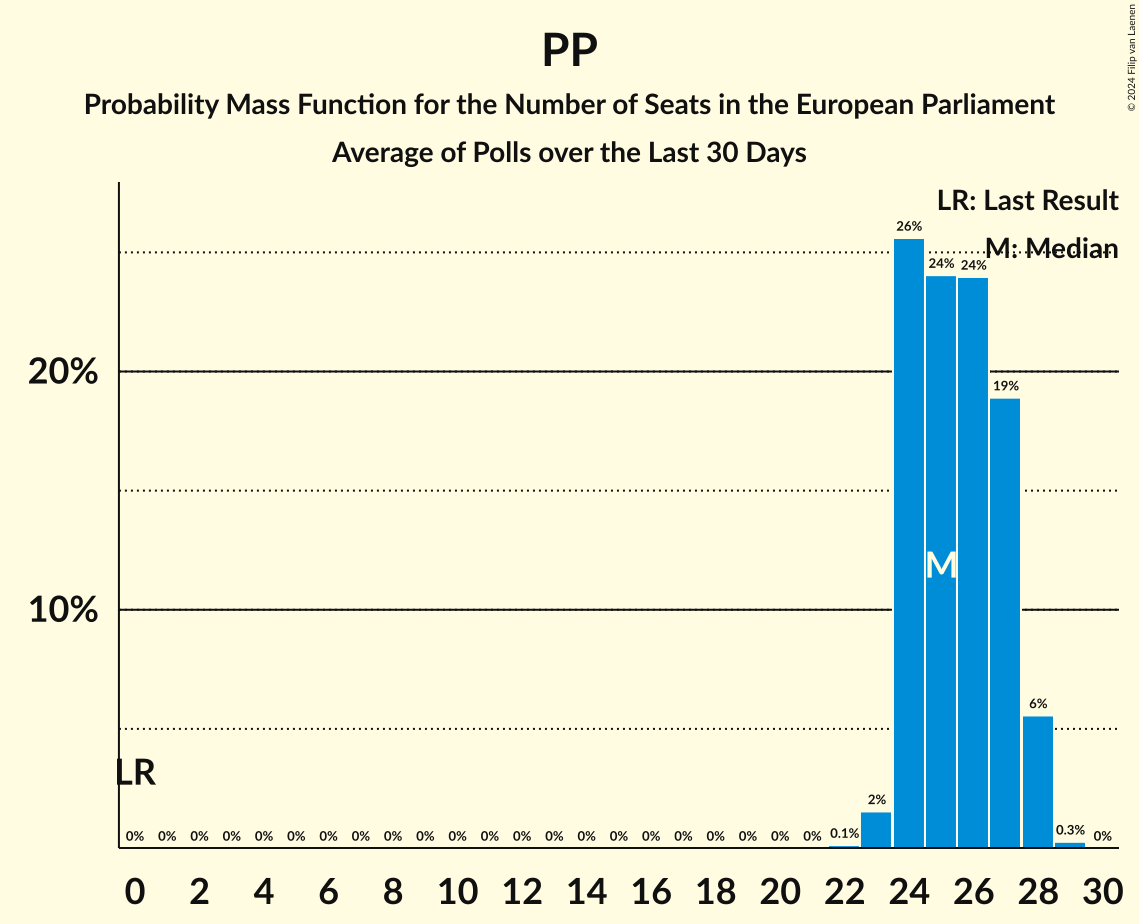 PP
Probability Mass Function for the Number of Seats in the European Parliament
Average of Polls over the Last 30 Days
© 2024 Filip van Laenen
LR: Last Result
M: Median
26%
24% 24%
20%
19%
M
10%
6%
LR
2%
0% 0% 0% 0% 0% 0% 0% 0% 0% 0% 0% 0% 0% 0% 0% 0% 0% 0% 0% 0% 0% 0% 0.1% 0.3% 0%
0 2 4 6 8 10 12 14 16 18 20 22 24 26 28 30